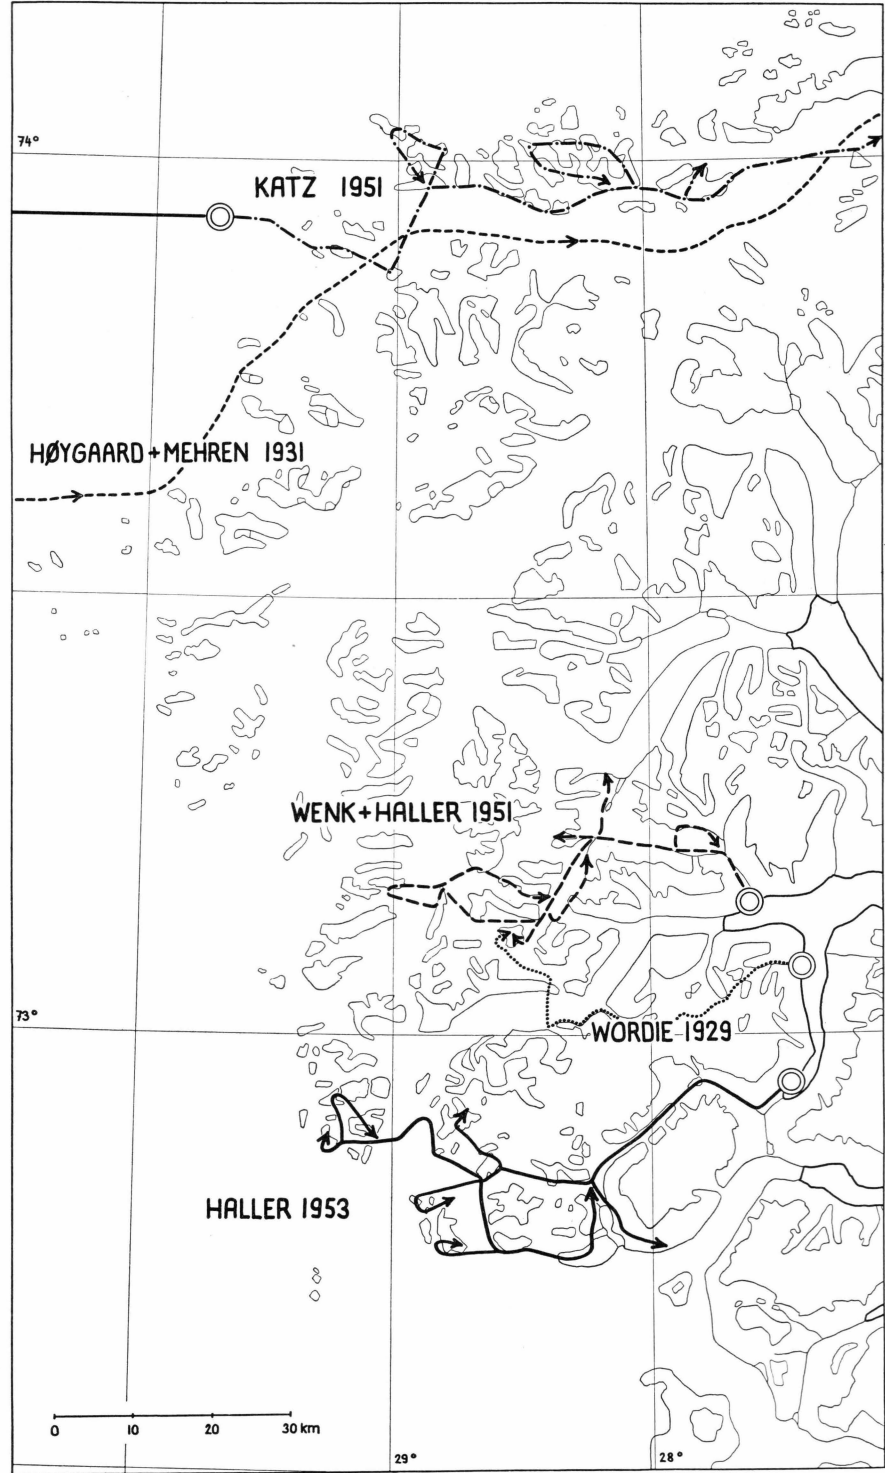 74°
KATZ 1951
HØYGAARD+MEHREN 1931
WENK+HALLER 1951
WORDIE 1929
73°
HALLER 1953
0 10 20 30 km
29° 28°